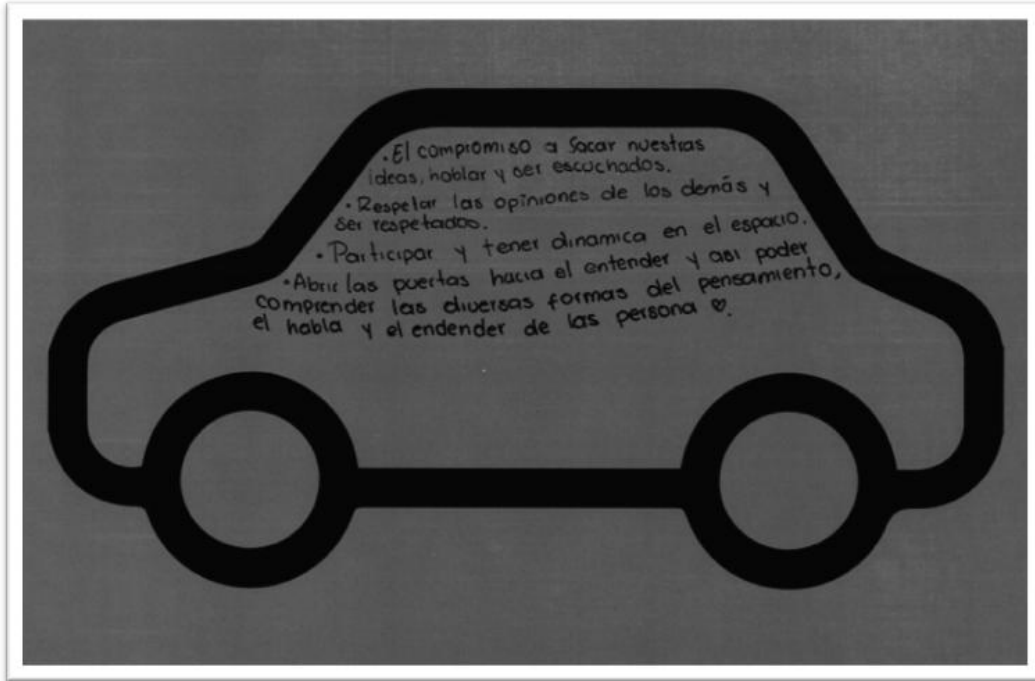 •El compromiso a sacar nuestras
ideas, hablar y ser escuchados.
•Respetar las opiniones de los demás y
ser respetados.
•Participar y tener dinamica en el espacio.
•Abrir las puertas hacia el entender y asi poder
comprender las diversas formas del pensamiento,
el habla y el endender de las persona ♡.